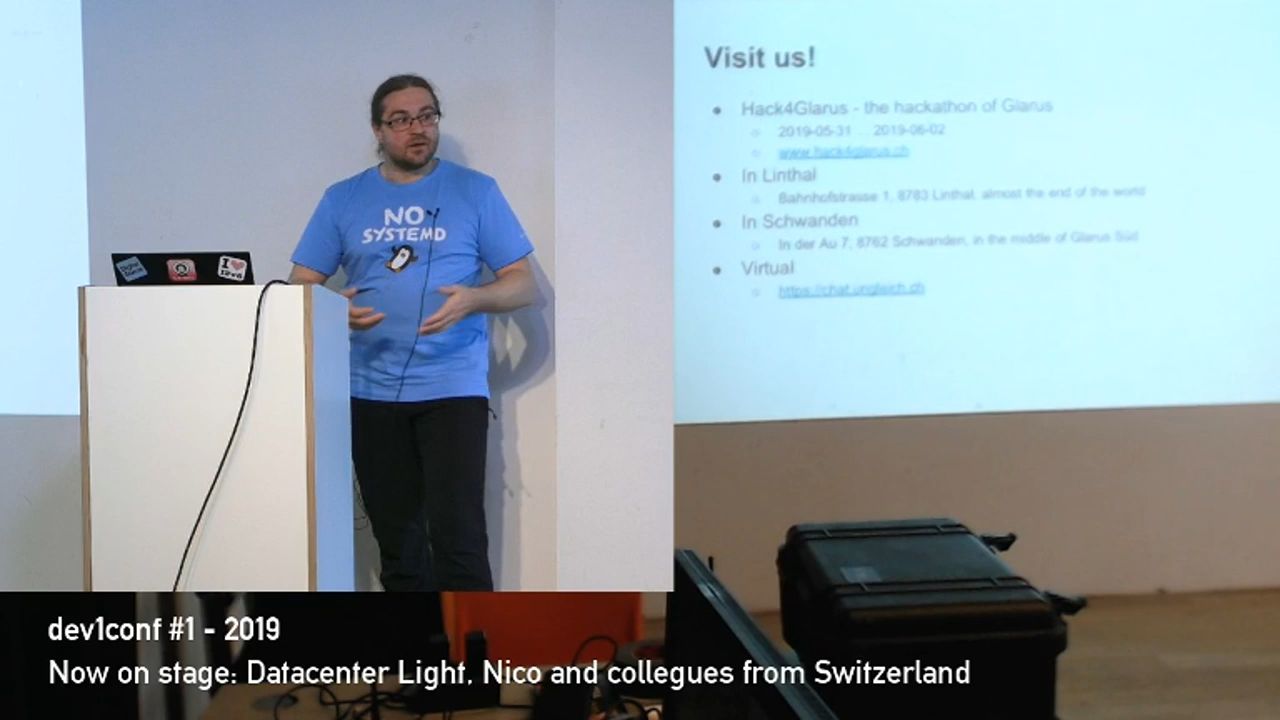 NO
SYSTEMD
I
IPv6
Visit us!
Hack4Glarus - the hackathon of Glarus
2019-05-31 ... 2019-06-02
www.hack4glarus.ch
In Linthal
Bahnhofstrasse 1, 8783 Linthal, almost the end of the world
In Schwanden
In der Au 7, 8762 Schwanden, in the middle of Glarus Süd
Virtual
https://chat.ungleich.ch
dev1conf #1 - 2019
Now on stage: Datacenter Light, Nico and collegues from Switzerland